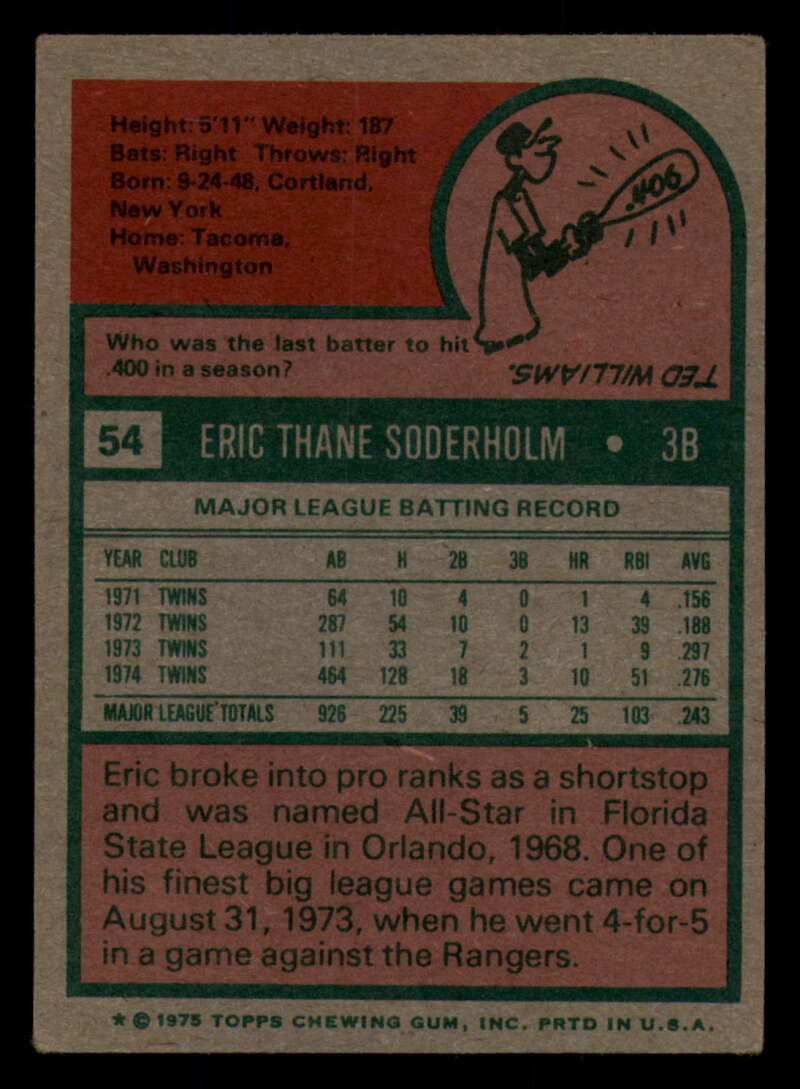 Height: 5'11" Weight: 187
Bats: Right Throws: Right
Born: 9-24-48, Cortland,
New York
Home: Tacoma,
Washington
.406
Who was the last batter to hit
.400 in a season?
TED WILLIAMS.
54 ERIC THANE SODERHOLM • 3B
MAJOR LEAGUE BATTING RECORD
YEAR CLUB AB H 2B 3B HR RBI AVG
1971 TWINS 64 10 4 0 1 4 .156
1972 TWINS 287 54 10 0 13 39 .188
1973 TWINS 111 33 7 2 1 9 .297
1974 TWINS 464 128 18 3 10 51 .276
MAJOR LEAGUE TOTALS 926 225 39 5 25 103 .243
Eric broke into pro ranks as a shortstop
and was named All-Star in Florida
State League in Orlando, 1968. One of
his finest big league games came on
August 31, 1973, when he went 4-for-5
in a game against the Rangers.
* © 1975 TOPPS CHEWING GUM, INC. PRTD IN U.S.A.